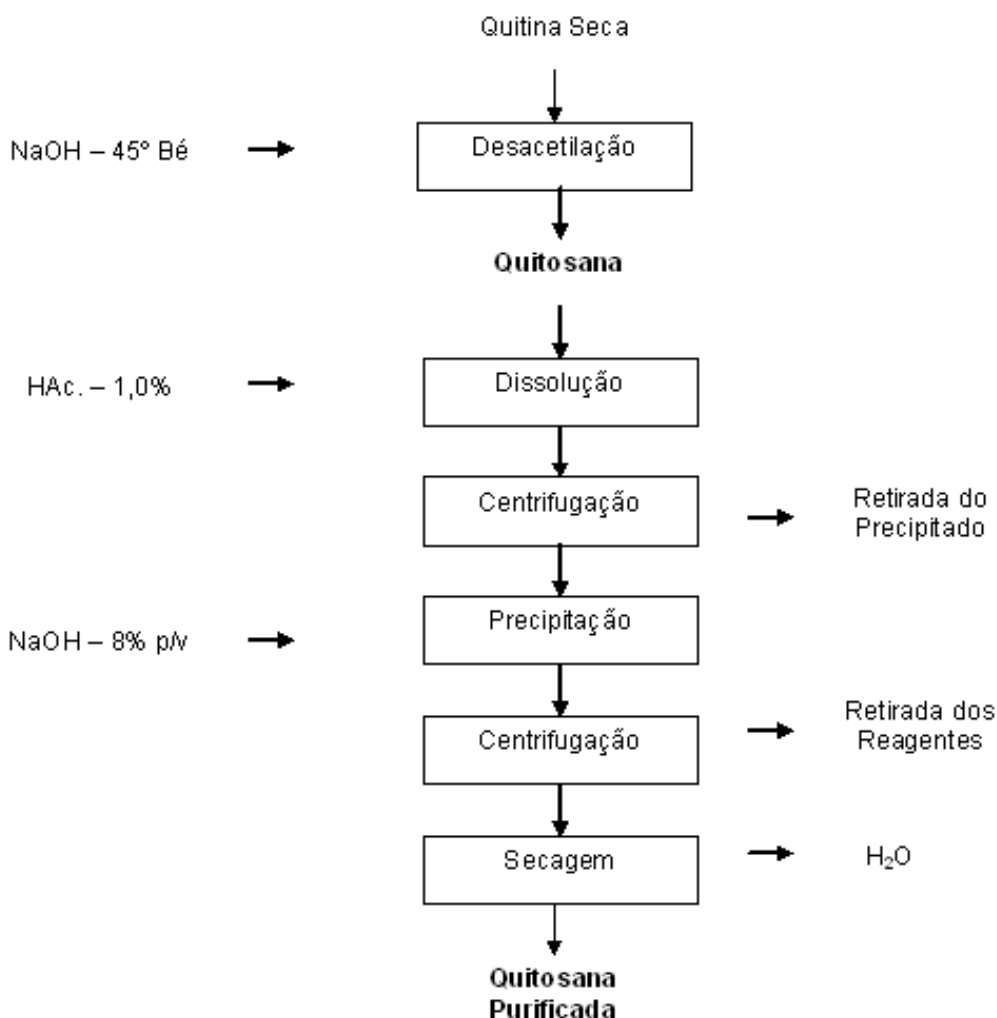 Quitina Seca
NaOH – 45º Bé
Desacetilação
Quitosana
HAc. – 1,0%
Dissolução
Centrifugação
Retirada do
Precipitado
NaOH – 8% p/v
Precipitação
Centrifugação
Retirada dos
Reagentes
Secagem
H₂O
Quitosana
Purificada